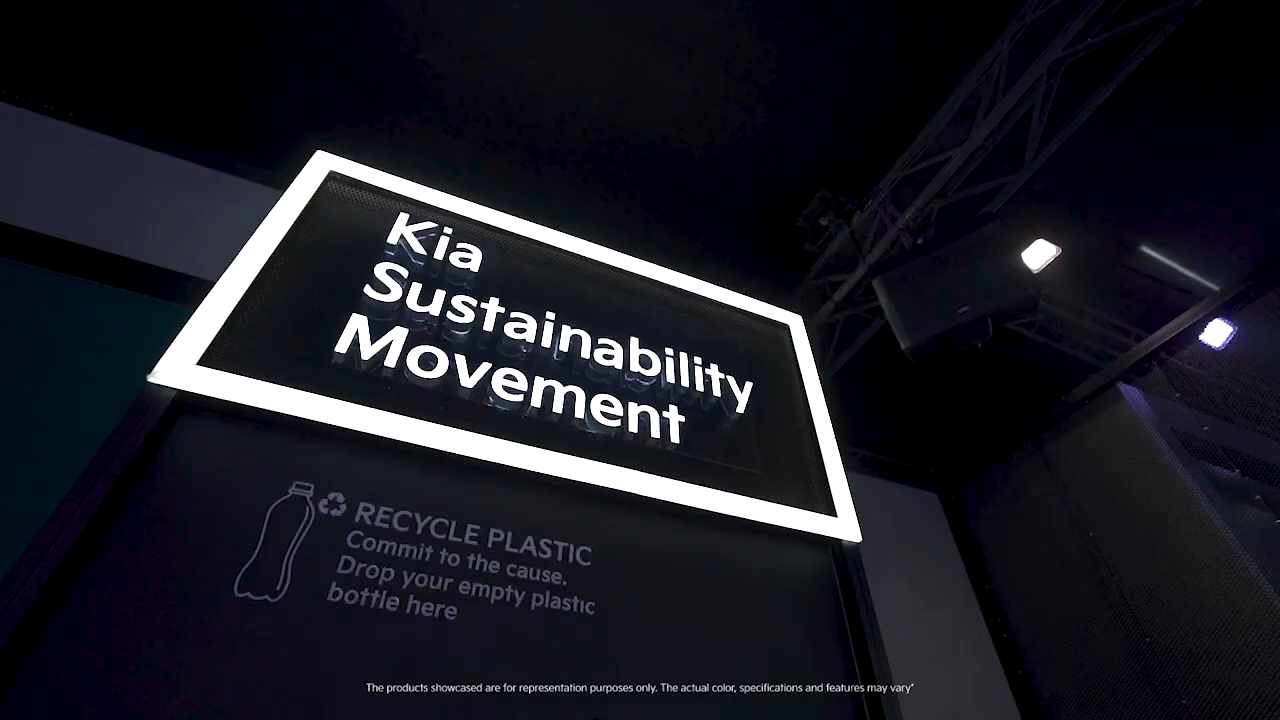 Kia
Sustainability
Movement
RECYCLE PLASTIC
Commit to the cause.
Drop your empty plastic
bottle here
The products showcased are for representation purposes only. The actual color, specifications and features may vary*